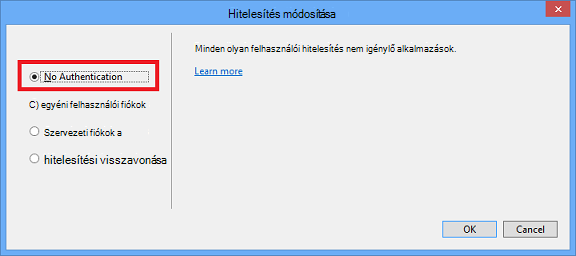 Hitelesítés módosítása
No Authentication
C) egyéni felhasználói fiókok
Szervezeti fiókok a
hitelesítési visszavonása
Minden olyan felhasználói hitelesítés nem igénylő alkalmazások.
Learn more
OK
Cancel